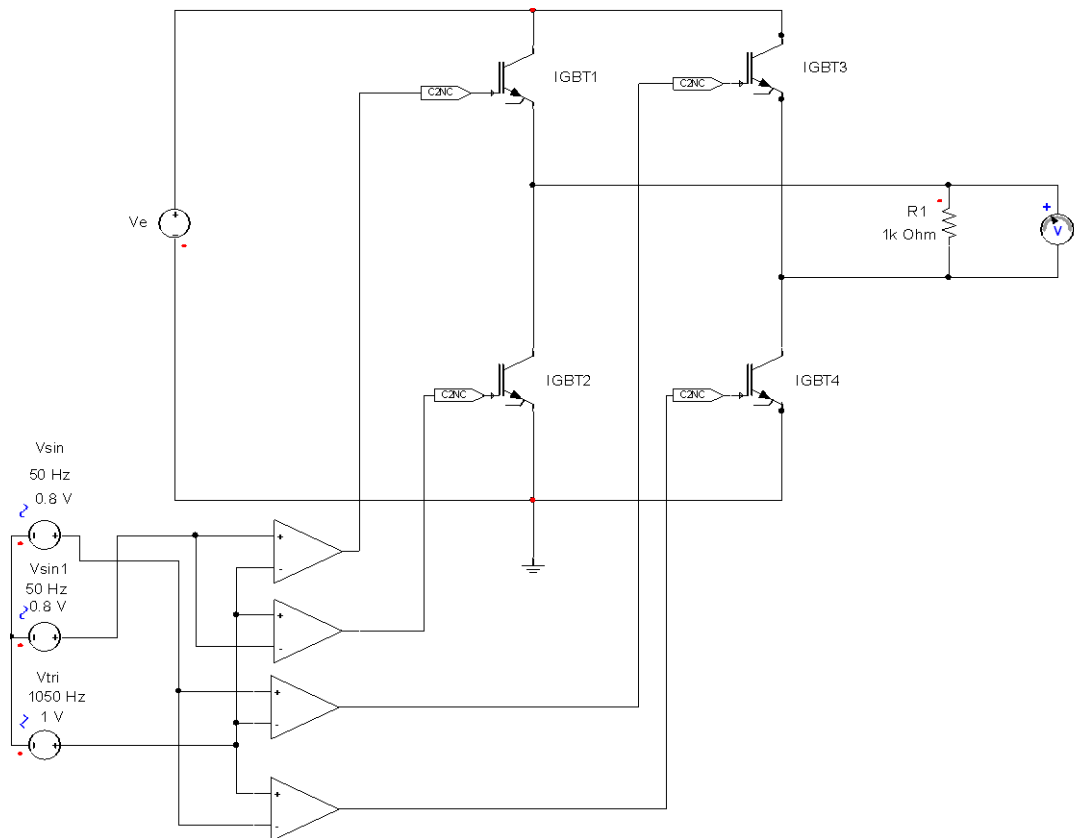 IGBT1
IGBT3
C2NC
C2NC
Ve
+
R1
1k Ohm
V
IGBT2
IGBT4
C2NC
C2NC
Vsin
50 Hz
0.8 V
Vsin1
50 Hz
0.8 V
Vtri
1050 Hz
1 V